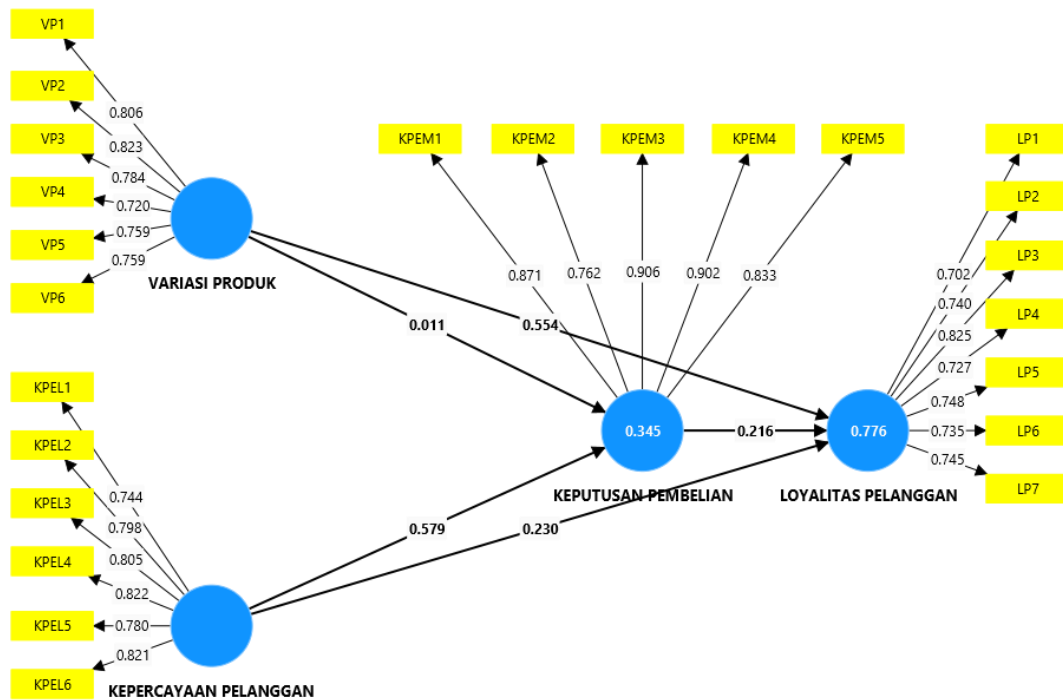 VP1
VP2
VP3
VP4
VP5
VP6
0.806
0.823
0.784
0.720
0.759
0.759
VARIASI PRODUK
KPEM1
KPEM2
KPEM3
KPEM4
KPEM5
0.871
0.762
0.906
0.902
0.833
LP1
LP2
LP3
LP4
LP5
LP6
LP7
0.702
0.740
0.825
0.727
0.748
0.735
0.745
0.011
0.554
0.345
0.216
0.776
KEPUTUSAN PEMBELIAN
LOYALITAS PELANGGAN
0.579
0.230
KPEL1
KPEL2
KPEL3
KPEL4
KPEL5
KPEL6
0.744
0.798
0.805
0.822
0.780
0.821
KEPERCAYAAN PELANGGAN